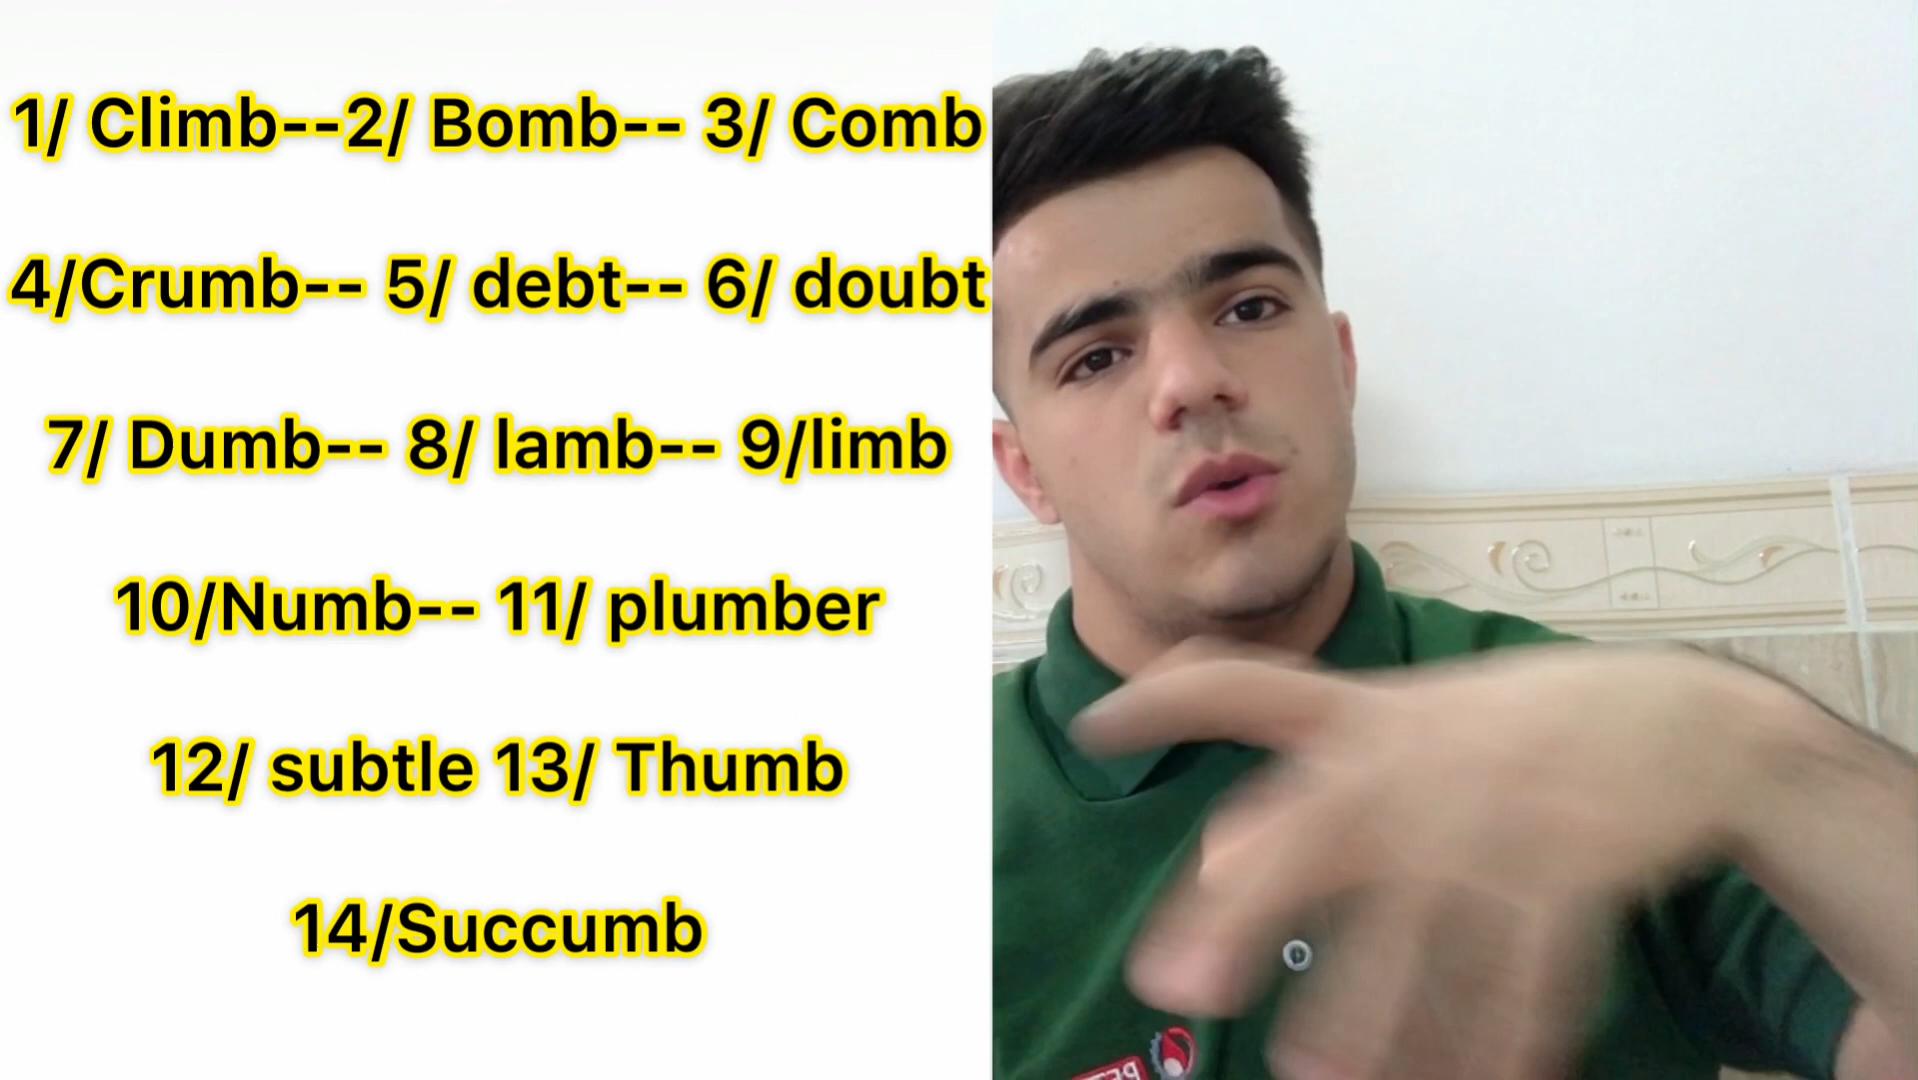 1/ Climb--2/ Bomb-- 3/ Comb
4/Crumb-- 5/ debt-- 6/ doubt
7/ Dumb-- 8/ lamb-- 9/limb
10/Numb-- 11/ plumber
12/ subtle 13/ Thumb
14/Succumb